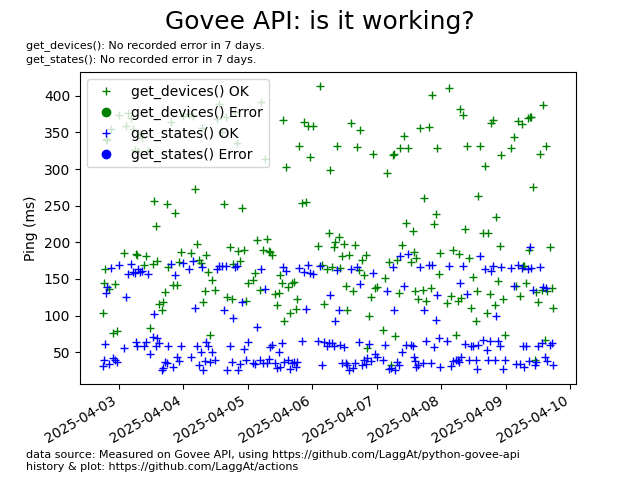 Govee API: is it working?
get_devices(): No recorded error in 7 days.
get_states(): No recorded error in 7 days.
get_devices() OK
get_devices() Error
get_states() OK
get_states() Error
Ping (ms)
400
350
300
250
200
150
100
50
2025-04-03
2025-04-04
2025-04-05
2025-04-06
2025-04-07
2025-04-08
2025-04-09
2025-04-10
data source: Measured on Govee API, using https://github.com/LaggAt/python-govee-api
history & plot: https://github.com/LaggAt/actions